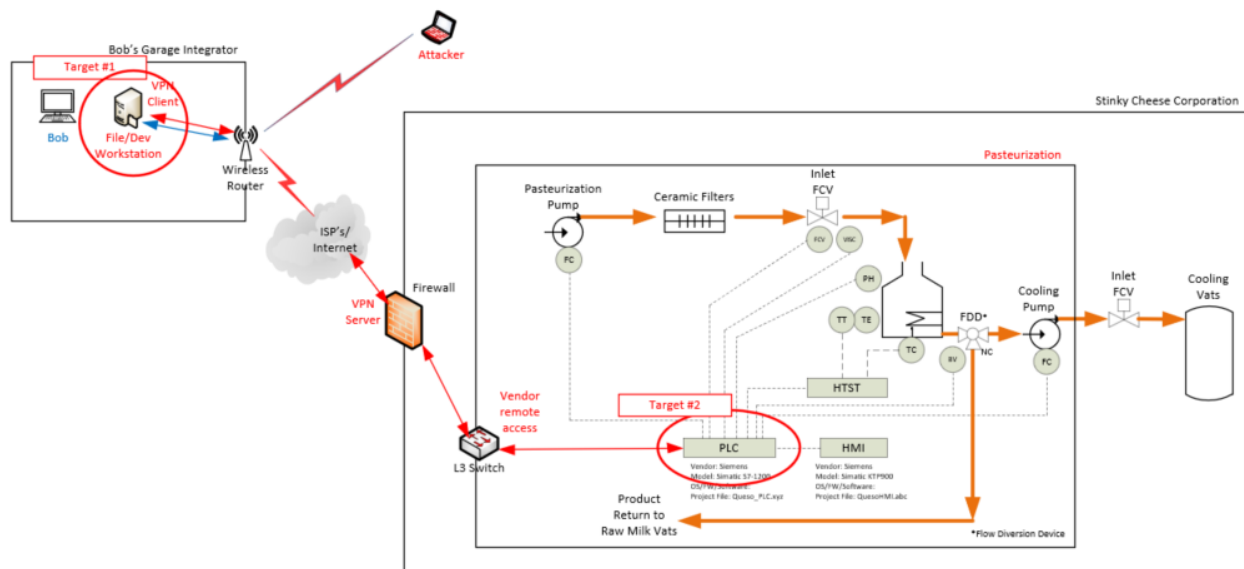 Bob's Garage Integrator
Target #1
VPN
Client
Bob
File/Dev
Workstation
Wireless
Router
Attacker
ISP's/
Internet
Firewall
VPN
Server
Vendor
remote
access
L3 Switch
Stinky Cheese Corporation
Pasteurization
Pasteurization
Pump
FC
Ceramic Filters
Inlet
FCV
FCV
PH
TT
TE
TC
FDD*
NC
Cooling
Pump
FC
Inlet
FCV
Cooling
Vats
HTST
Target #2
PLC
Vendor: Siemens
Model: Simatic S7-1200
OS/FW/Software:
Project File: Queso_PLC.xyz
HMI
Vendor: Siemens
Model: Simatic KTP900
OS/FW/Software:
Project File: QuesoHMI.abc
Product
Return to
Raw Milk Vats
*Flow Diversion Device